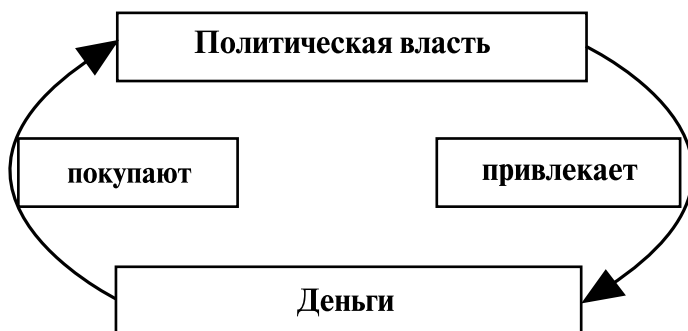 Политическая власть
покупают
привлекает
Деньги